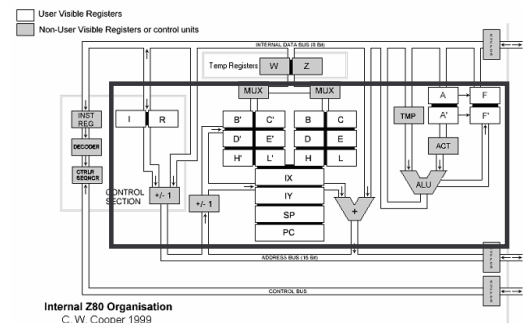 User Visible Registers
Non-User Visible Registers or control units
INTERNAL DATA BUS (8 Bit)
Temp Registers
W Z
MUX MUX
INST REG
DECODER
CTRLR SEQNCR
CONTROL SECTION
I R
+/- 1
+/- 1
B' C' B C
D' E' D E
H' L' H L
IX
IY
SP
PC
+
TMP
A F
A' F'
ACT
ALU
ADDRESS BUS (16 Bit)
CONTROL BUS
Internal Z80 Organisation
C. W. Cooper 1999